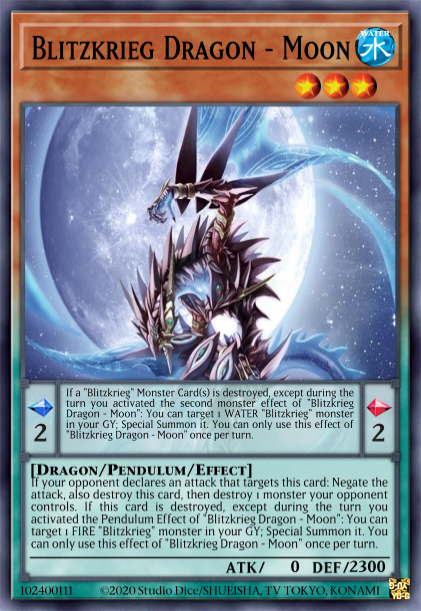 BLITZKRIEG DRAGON - MOON
WATER
水
If a "Blitzkrieg" Monster Card(s) is destroyed, except during the
turn you activated the second monster effect of "Blitzkrieg
Dragon - Moon": You can target 1 WATER "Blitzkrieg" monster
in your GY; Special Summon it. You can only use this effect of
"Blitzkrieg Dragon - Moon" once per turn.
2
2
[DRAGON/PENDULUM/EFFECT]
If your opponent declares an attack that targets this card: Negate the
attack, also destroy this card, then destroy 1 monster your opponent
controls. If this card is destroyed, except during the turn you
activated the Pendulum Effect of "Blitzkrieg Dragon - Moon": You can
target 1 FIRE "Blitzkrieg" monster in your GY; Special Summon it. You
can only use this effect of "Blitzkrieg Dragon - Moon" once per turn.
ATK/ 0 DEF/2300
102400111
©2020 Studio Dice/SHUEISHA, TV TOKYO, KONAMI